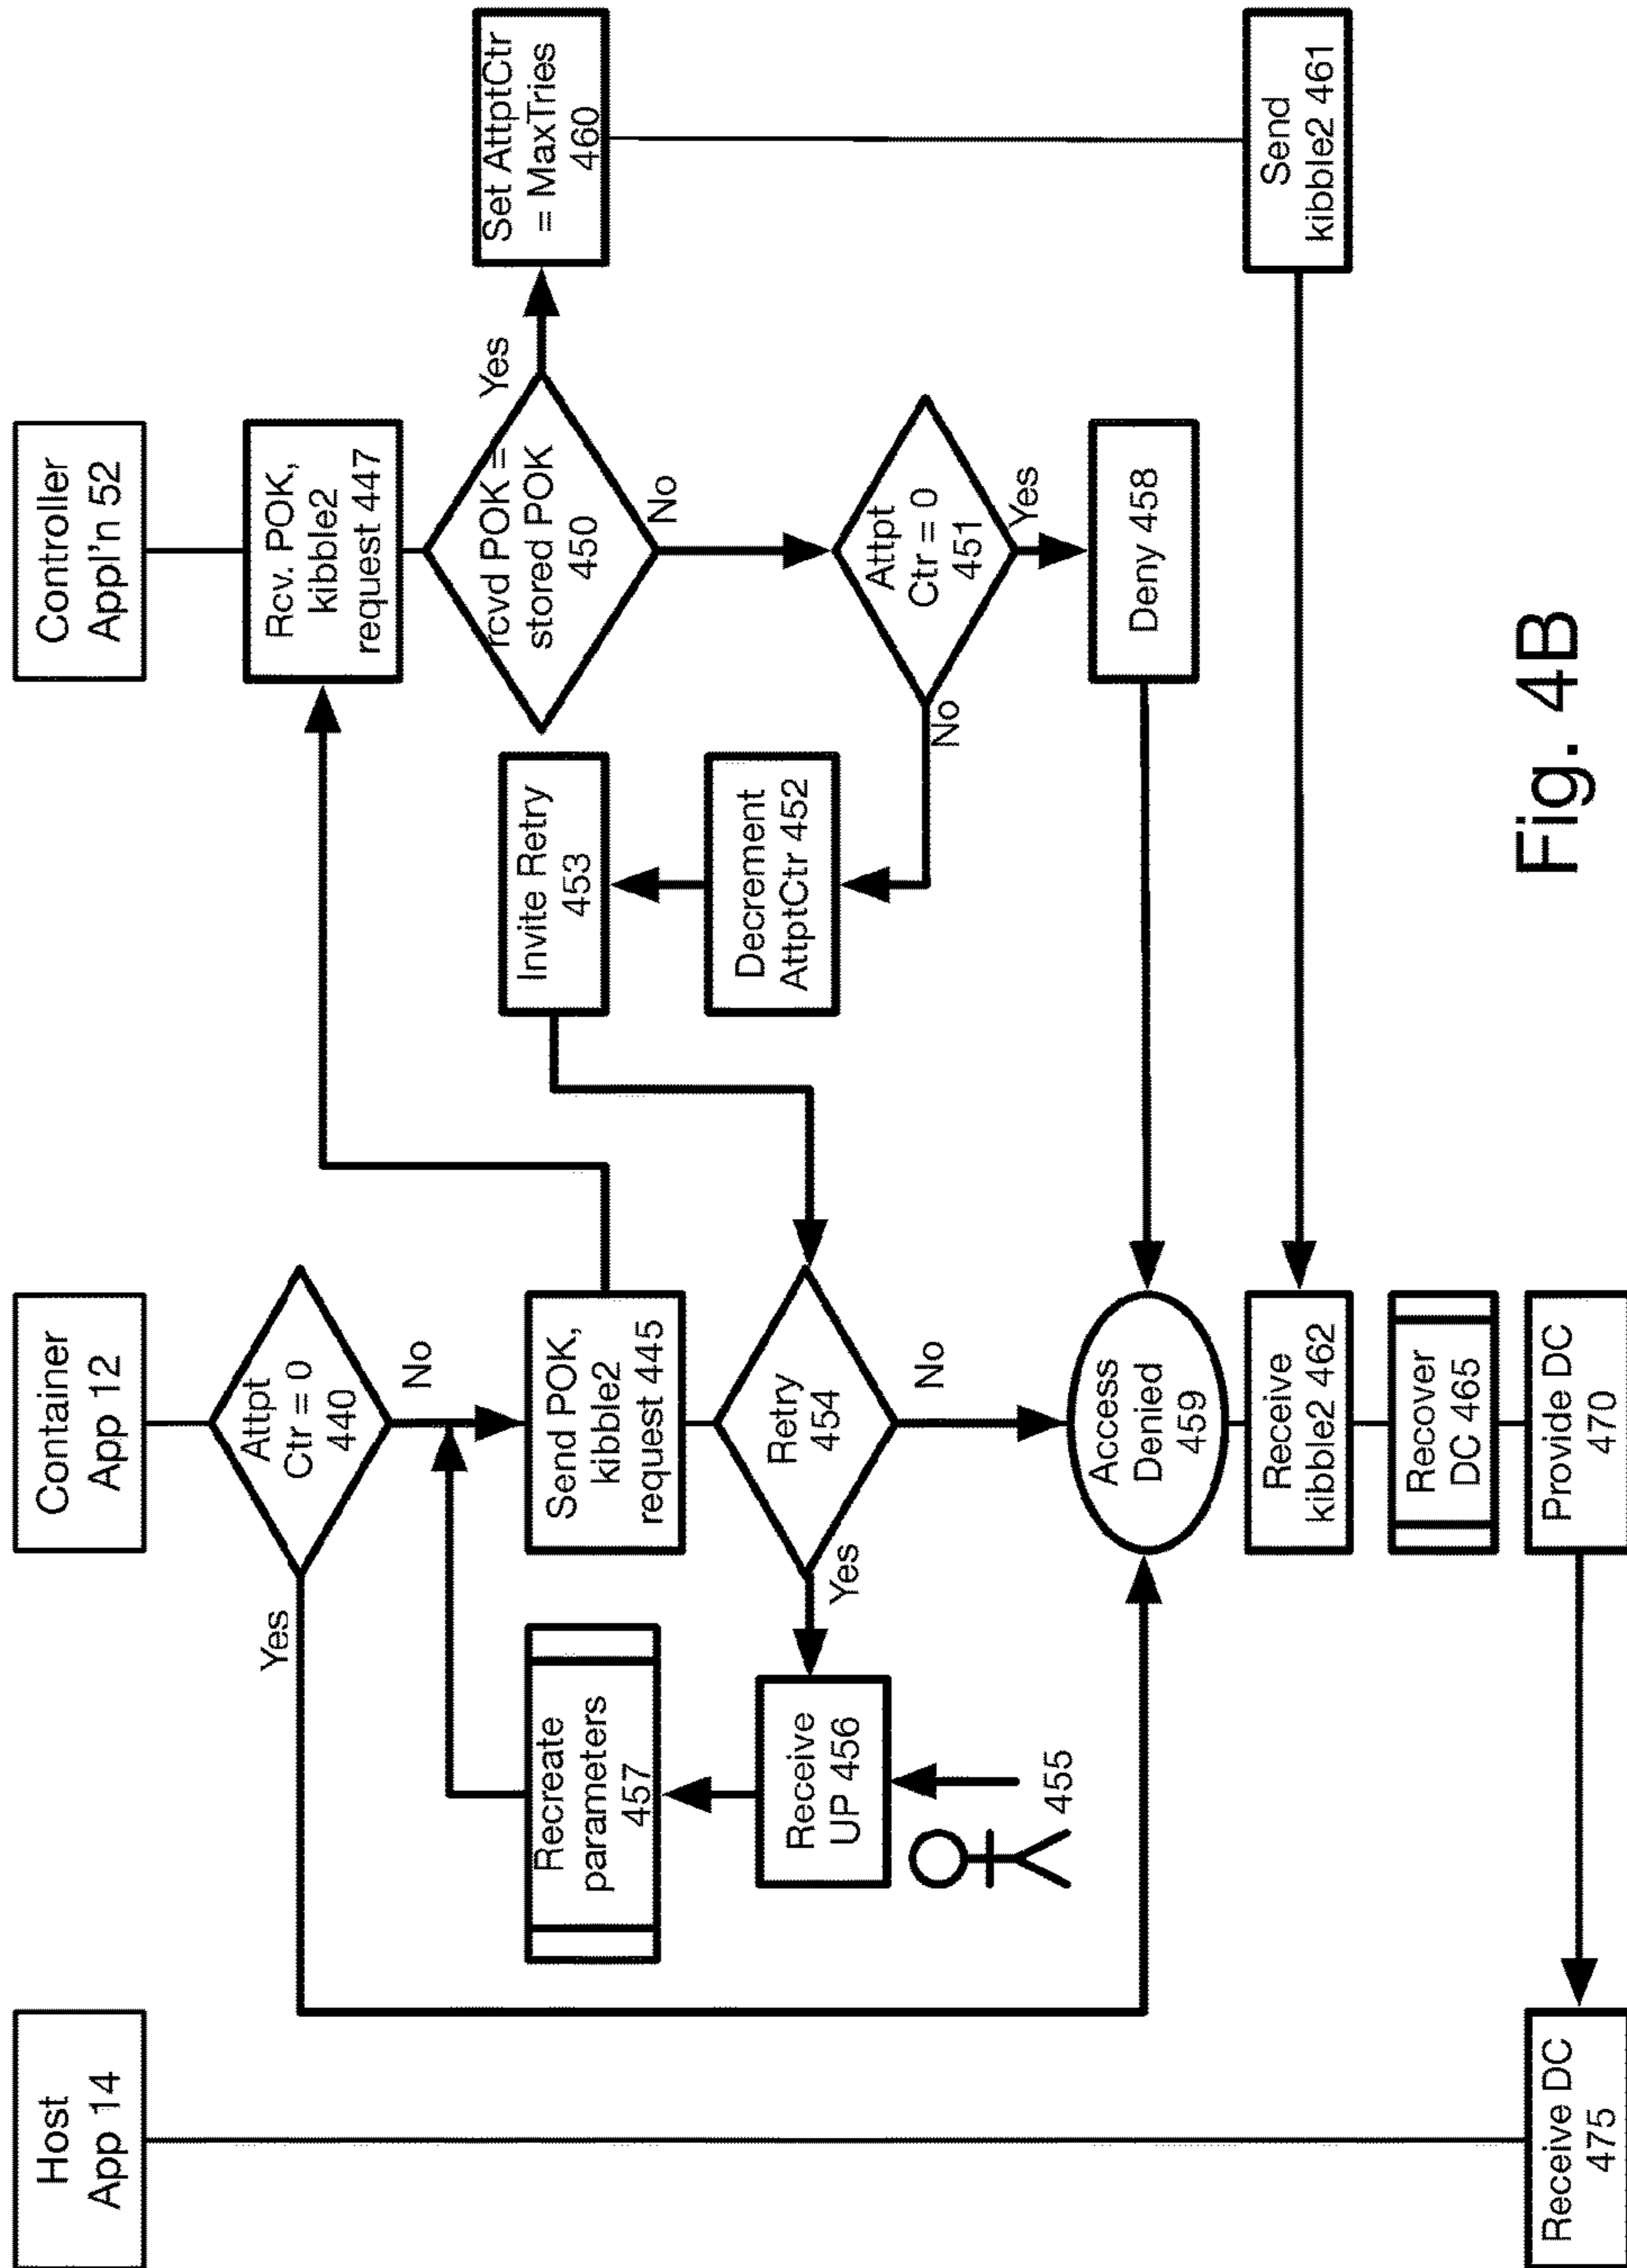 Host
App 14
Container
App 12
Controller
Appl'n 52
Attpt
Ctr = 0
440
Yes
No
Send POK,
kibble2
request 445
Rcv. POK,
kibble2
request 447
rcvd POK =
stored POK
450
Yes
No
Set AttptCtr
= MaxTries
460
Attpt
Ctr = 0
451
No
Yes
Decrement
AttptCtr 452
Invite Retry
453
Retry
454
Yes
No
Receive
UP 456
455
Recreate
parameters
457
Deny 458
Access
Denied
459
Send
kibble2 461
Receive
kibble2 462
Recover
DC 465
Provide DC
470
Receive DC
475
Fig. 4B